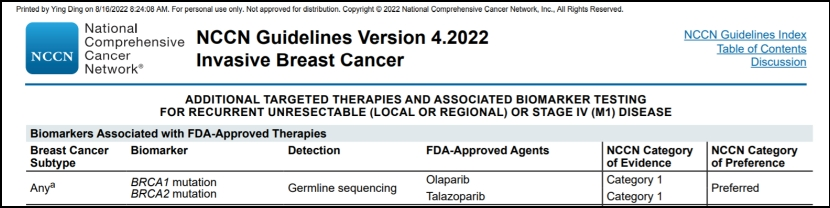 Printed by Ying Ding on 8/16/2022 8:24:08 AM. For personal use only. Not approved for distribution. Copyright © 2022 National Comprehensive Cancer Network, Inc., All Rights Reserved.
NCCN
National
Comprehensive
Cancer
Network®
NCCN Guidelines Version 4.2022
Invasive Breast Cancer
NCCN Guidelines Index
Table of Contents
Discussion
ADDITIONAL TARGETED THERAPIES AND ASSOCIATED BIOMARKER TESTING
FOR RECURRENT UNRESECTABLE (LOCAL OR REGIONAL) OR STAGE IV (M1) DISEASE
Biomarkers Associated with FDA-Approved Therapies
Breast Cancer Subtype
Biomarker
Detection
FDA-Approved Agents
NCCN Category of Evidence
NCCN Category of Preference
Any^a
BRCA1 mutation
BRCA2 mutation
Germline sequencing
Olaparib
Talazoparib
Category 1
Category 1
Preferred